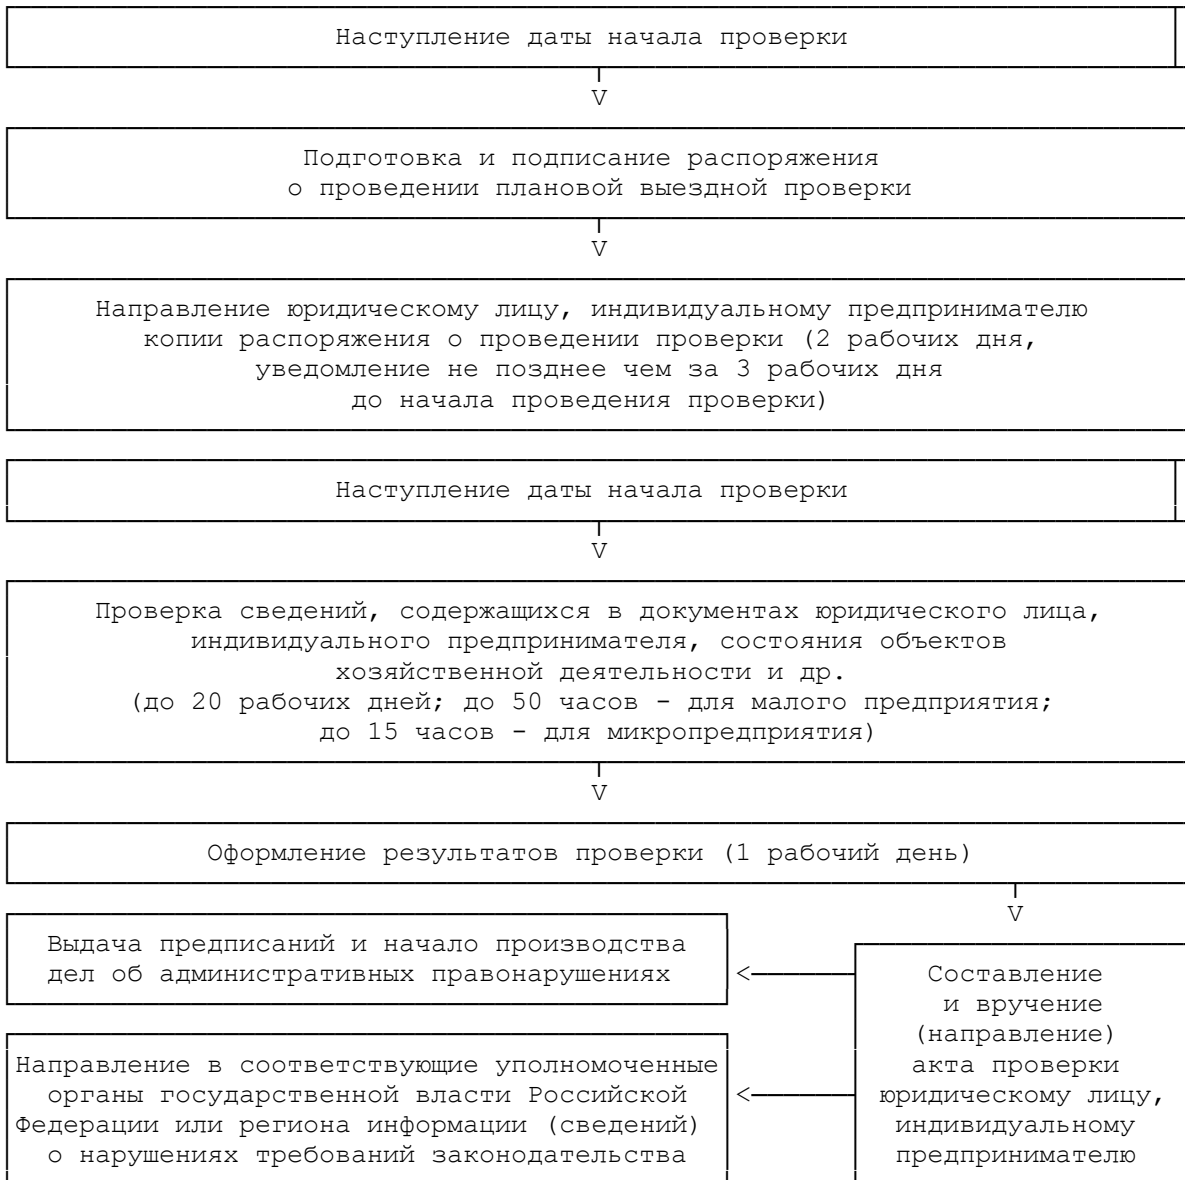 Наступление даты начала проверки
V
Подготовка и подписание распоряжения
о проведении плановой выездной проверки
V
Направление юридическому лицу, индивидуальному предпринимателю
копии распоряжения о проведении проверки (2 рабочих дня,
уведомление не позднее чем за 3 рабочих дня
до начала проведения проверки)
Наступление даты начала проверки
V
Проверка сведений, содержащихся в документах юридического лица,
индивидуального предпринимателя, состояния объектов
хозяйственной деятельности и др.
(до 20 рабочих дней; до 50 часов - для малого предприятия;
до 15 часов - для микропредприятия)
V
Оформление результатов проверки (1 рабочий день)
V
Выдача предписаний и начало производства
дел об административных правонарушениях
<
Направление в соответствующие уполномоченные
органы государственной власти Российской
Федерации или региона информации (сведений)
о нарушениях требований законодательства
<
Составление
и вручение
(направление)
акта проверки
юридическому лицу,
индивидуальному
предпринимателю